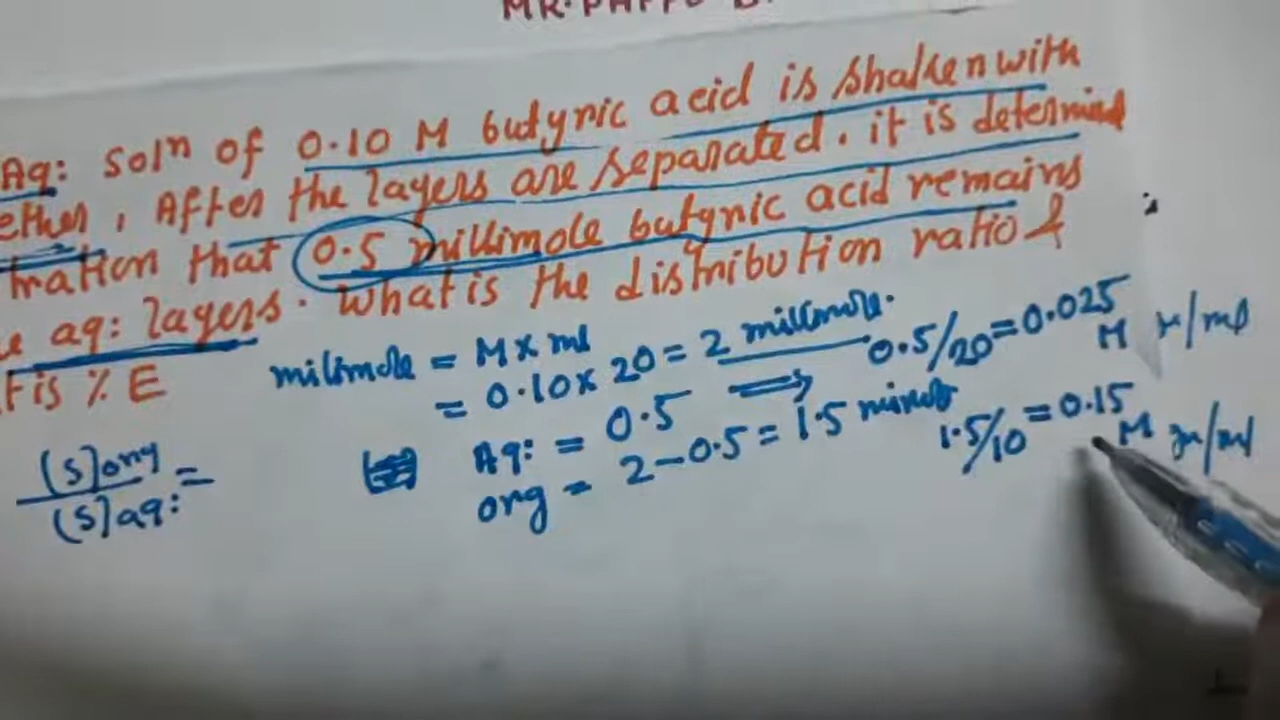 Aq: soln of 0.10 M butyric acid is shaken with
ether, After the layers are separated. it is determined
tration that 0.5 millimole butyric acid remains
aq: layers. What is the distribution ratio &
t is % E
milimole = M x ml
= 0.10 x 20 = 2 millimole.
Aq: = 0.5 ⟹ 0.5/20 = 0.025 M
org = 2 - 0.5 = 1.5 1.5/10 = 0.15 M
(S)org / (S)aq: =